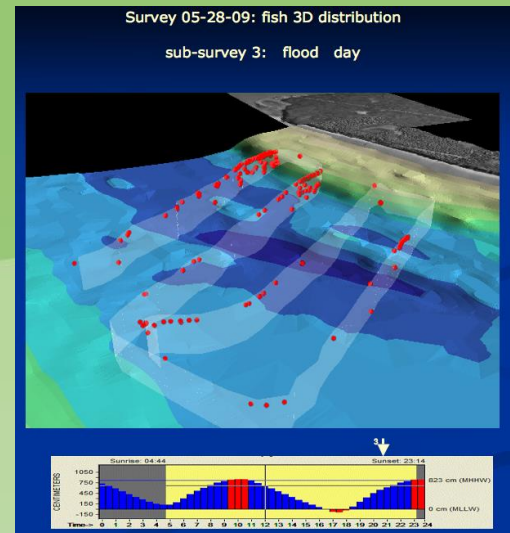 Survey 05-28-09: fish 3D distribution
sub-survey 3: flood day
3
Sunrise: 04:44
Sunset: 23:14
CENTIMETERS
1050
750
450
150
-150
823 cm (MHHW)
0 cm (MLLW)
Time-> 0 1 2 3 4 5 6 7 8 9 10 11 12 13 14 15 16 17 18 19 20 21 22 23 24